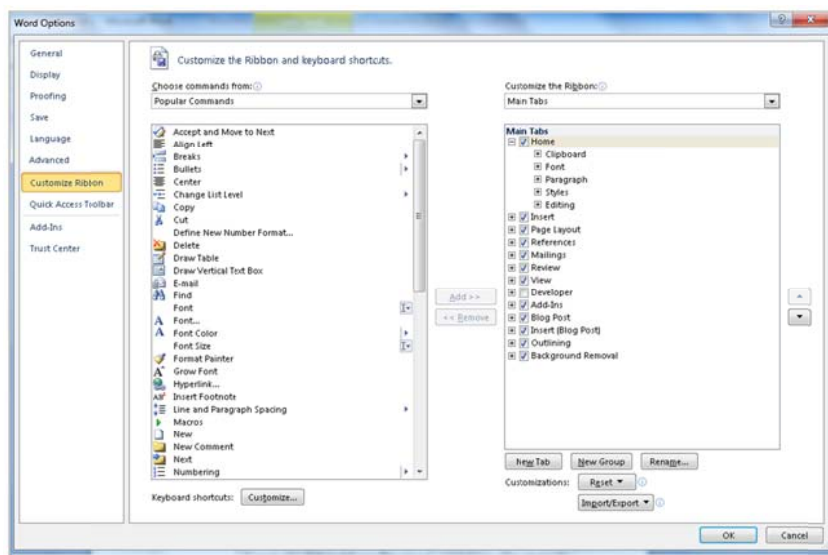 Word Options
General
Display
Proofing
Save
Language
Advanced
Customize Ribbon
Quick Access Toolbar
Add-Ins
Trust Center
Customize the Ribbon and keyboard shortcuts.
Choose commands from:
Popular Commands
Accept and Move to Next
Align Left
Breaks
Bullets
Center
Change List Level
Copy
Cut
Define New Number Format...
Delete
Draw Table
Draw Vertical Text Box
E-mail
Find
Font
Font...
Font Color
Font Size
Format Painter
Grow Font
Hyperlink...
Insert Footnote
Line and Paragraph Spacing
Macros
New
New Comment
Next
Numbering
Keyboard shortcuts: Customize...
Add >>
<< Remove
Customize the Ribbon:
Main Tabs
Main Tabs
Home
Clipboard
Font
Paragraph
Styles
Editing
Insert
Page Layout
References
Mailings
Review
View
Developer
Add-Ins
Blog Post
Insert (Blog Post)
Outlining
Background Removal
New Tab New Group Rename...
Customizations: Reset
Import/Export
OK Cancel